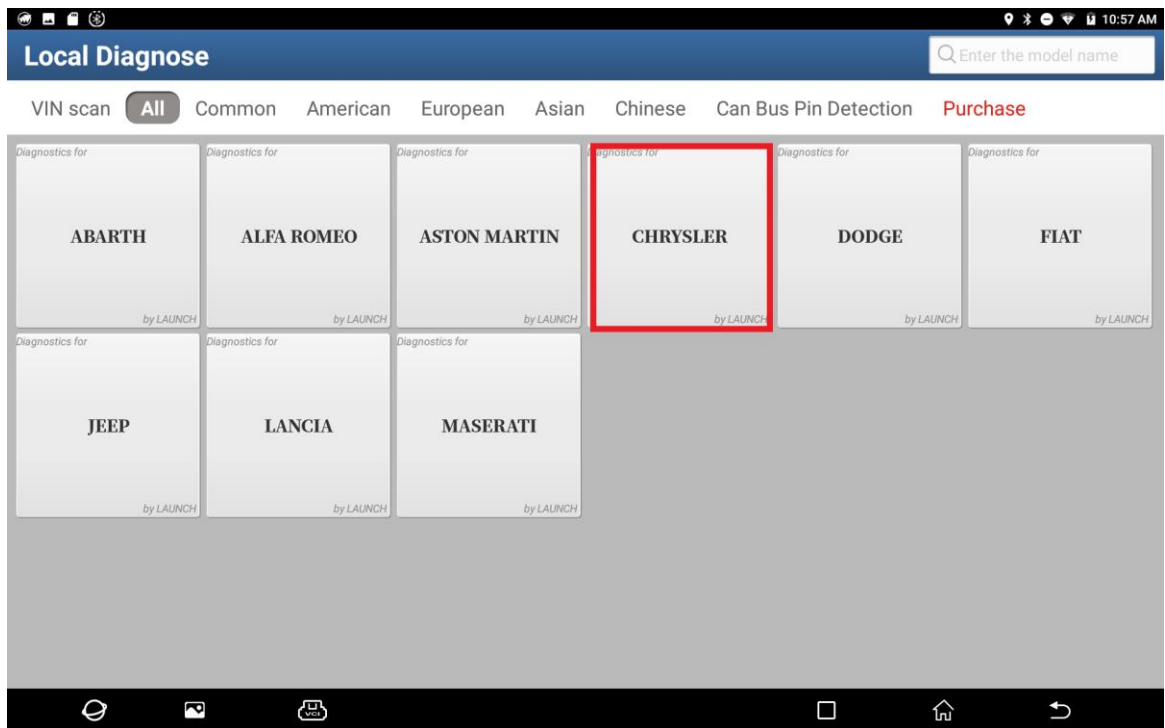 10:57 AM
Local Diagnose
Enter the model name
VIN scan All Common American European Asian Chinese Can Bus Pin Detection Purchase
Diagnostics for Diagnostics for Diagnostics for Diagnostics for Diagnostics for Diagnostics for
ABARTH ALFA ROMEO ASTON MARTIN CHRYSLER DODGE FIAT
by LAUNCH by LAUNCH by LAUNCH by LAUNCH by LAUNCH by LAUNCH
Diagnostics for Diagnostics for Diagnostics for
JEEP LANCIA MASERATI
by LAUNCH by LAUNCH by LAUNCH
VCI